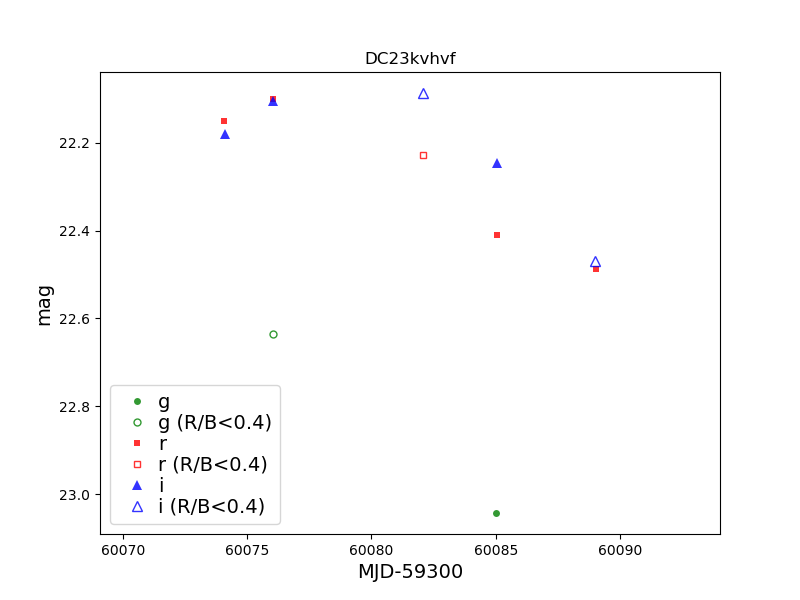 DC23kvhvf
22.2
22.4
22.6
22.8
23.0
mag
g
g (R/B<0.4)
r
r (R/B<0.4)
i
i (R/B<0.4)
60070 60075 60080 60085 60090
MJD-59300